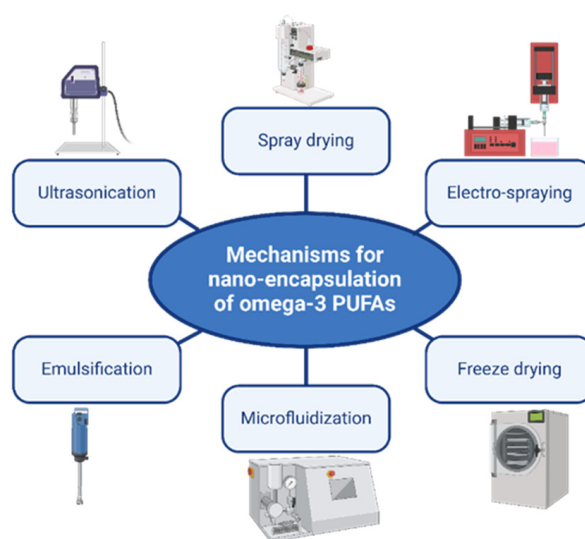 Spray drying
Ultrasonication
Electro-spraying
Mechanisms for
nano-encapsulation
of omega-3 PUFAs
Emulsification
Freeze drying
Microfluidization